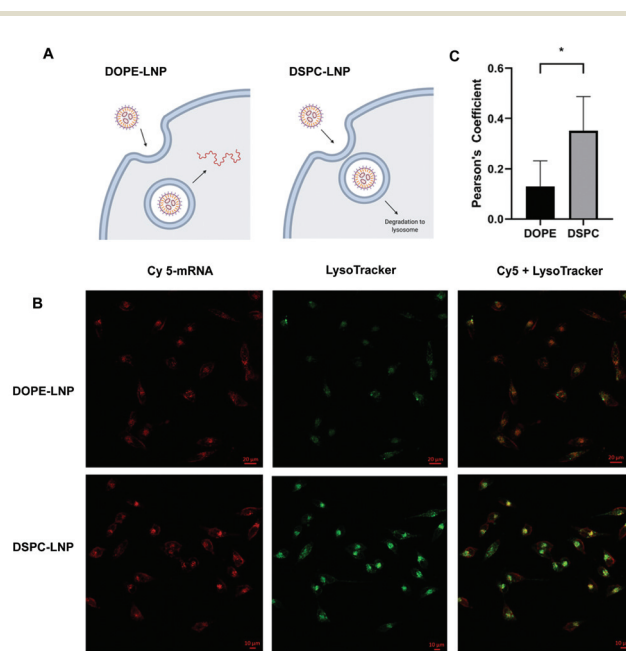 A
DOPE-LNP
DSPC-LNP
Degradation to
lysosome
C
*
Pearson's Coefficient
0.6
0.4
0.2
0.0
DOPE
DSPC
Cy 5-mRNA
LysoTracker
Cy5 + LysoTracker
B
DOPE-LNP
20 µm
20 µm
20 µm
DSPC-LNP
10 µm
10 µm
10 µm